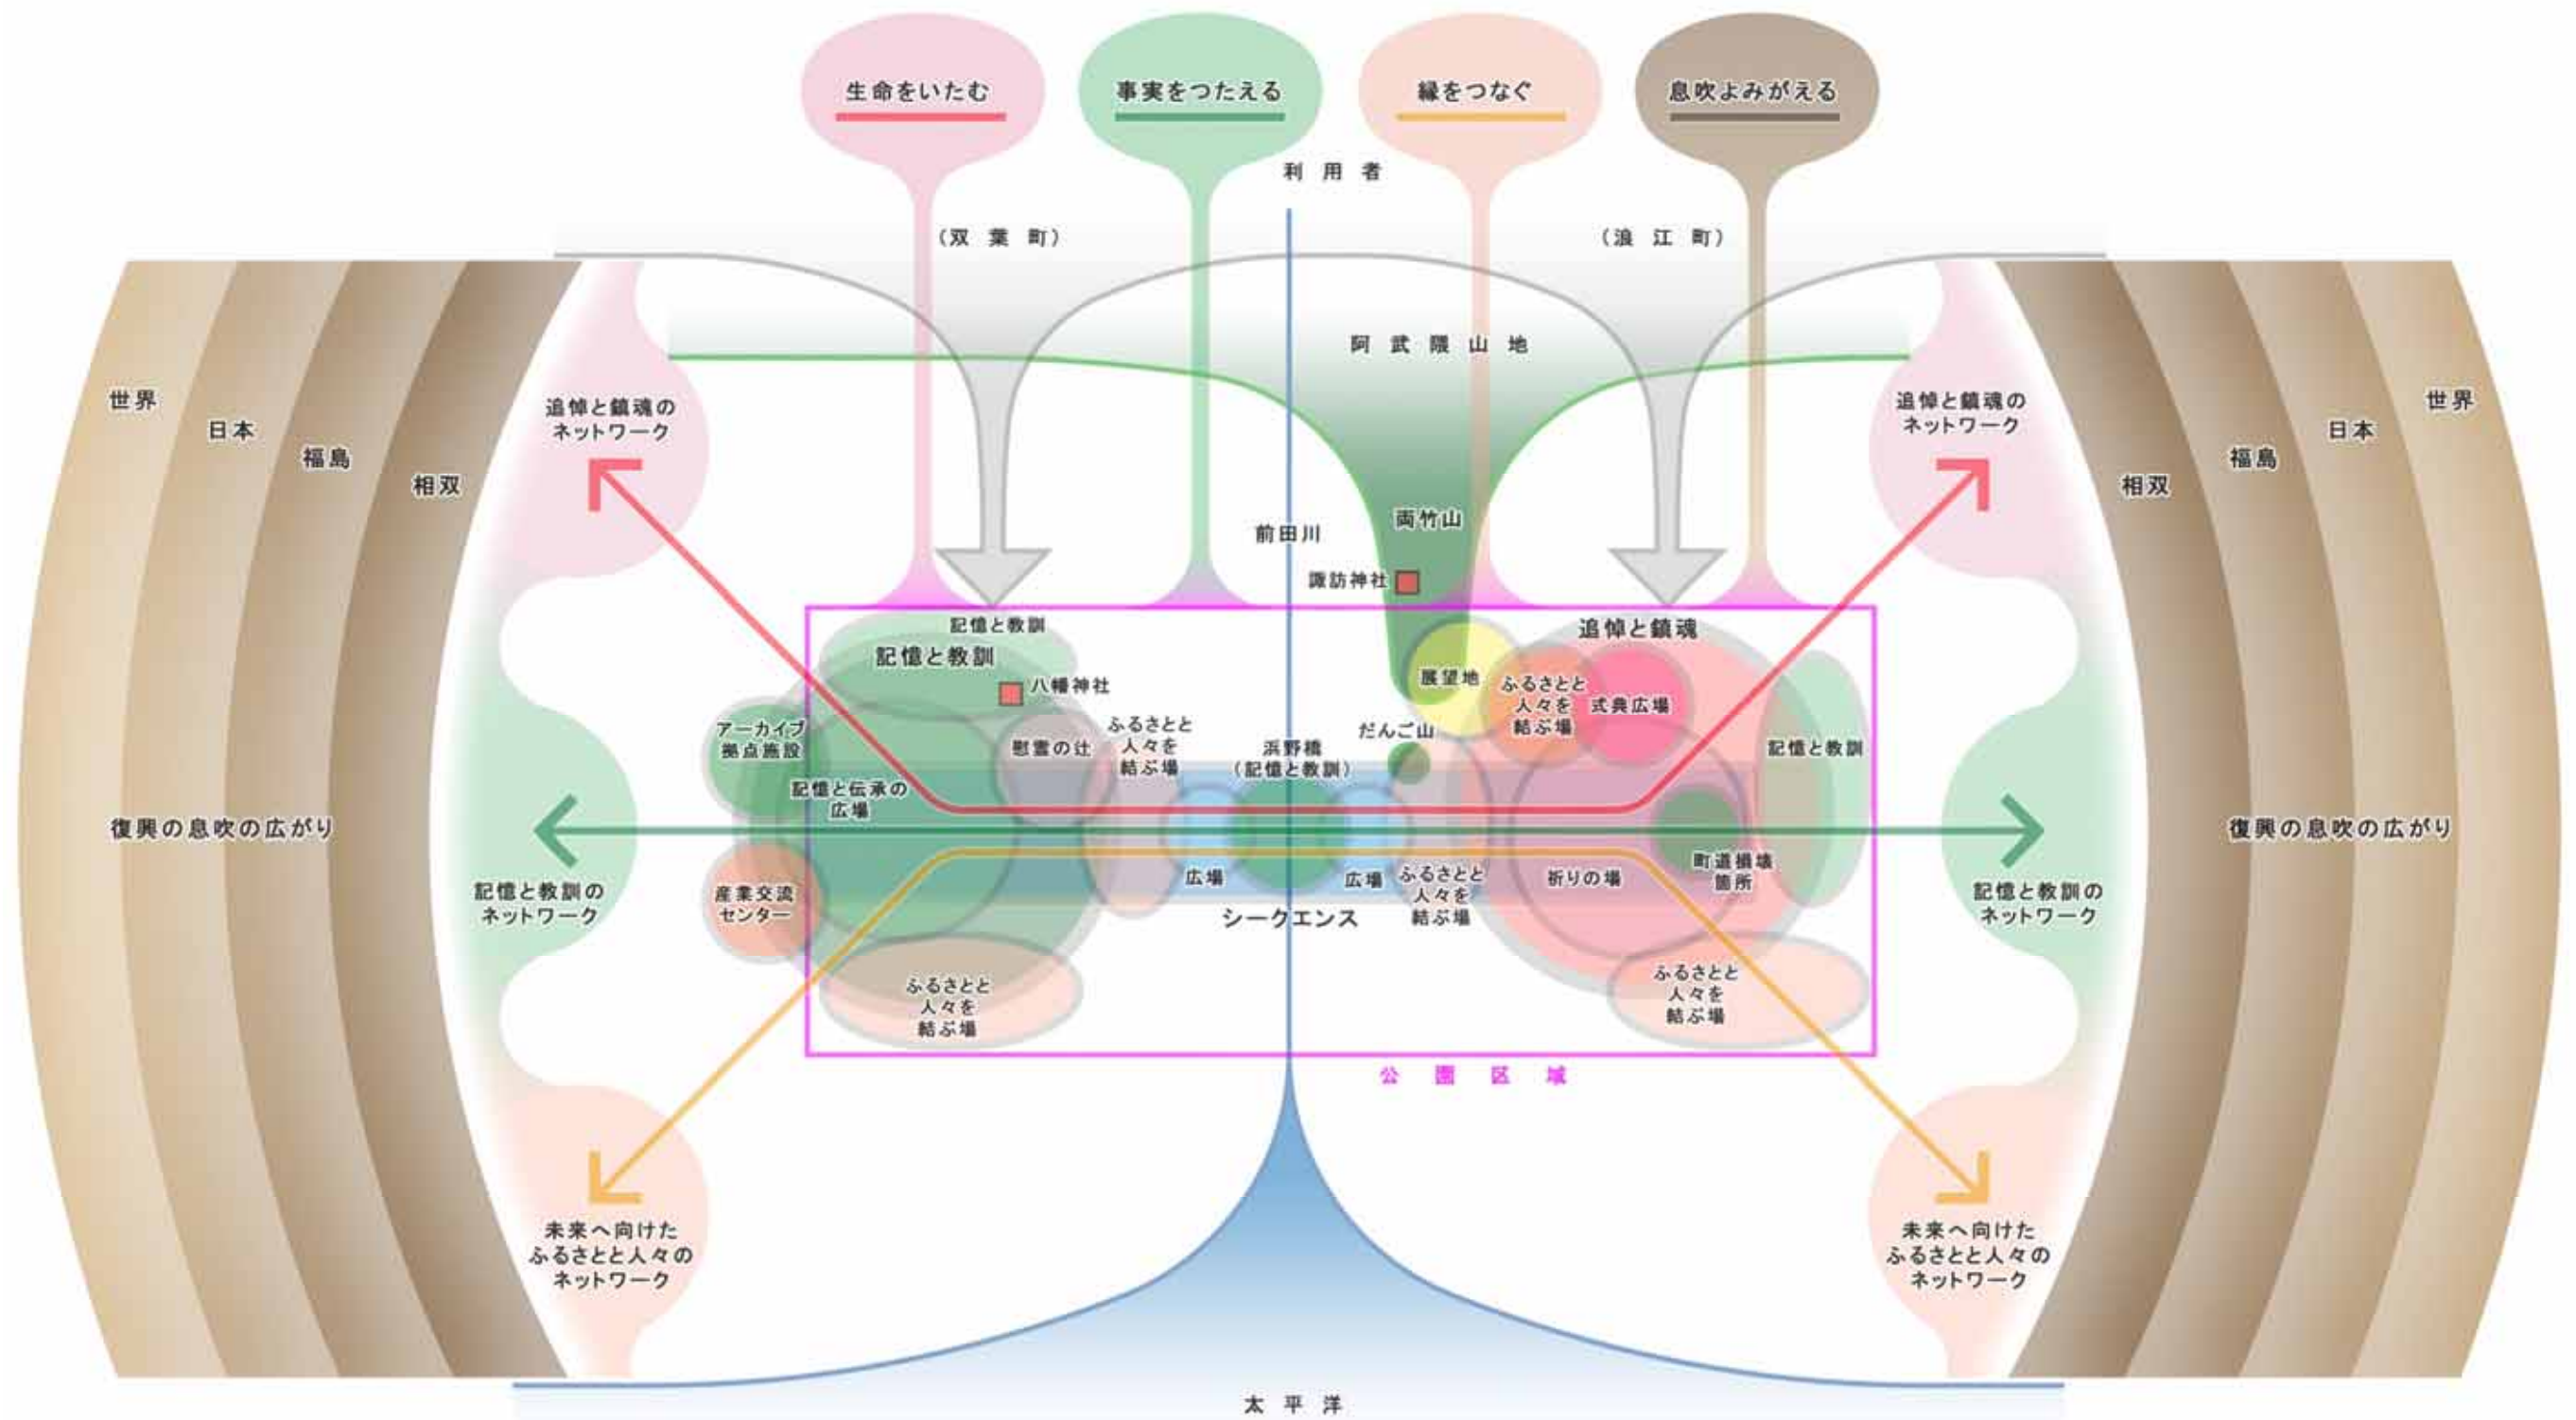 生命をいたむ
事実をつたえる
縁をつなぐ
息吹よみがえる
利用者
（双葉町）
（浪江町）
阿武隈山地
世界
日本
福島
相双
追悼と鎮魂の
ネットワーク
追悼と鎮魂の
ネットワーク
相双
福島
日本
世界
前田川
両竹山
諏訪神社
記憶と教訓
記憶と教訓
八幡神社
追悼と鎮魂
展望地
ふるさとと
人々を
結ぶ場
式典広場
アーカイブ
拠点施設
慰霊の辻
ふるさとと
人々を
結ぶ場
浜野橋
（記憶と教訓）
だんご山
記憶と教訓
記憶と伝承の
広場
復興の息吹の広がり
復興の息吹の広がり
記憶と教訓の
ネットワーク
産業交流
センター
広場
広場
ふるさとと
人々を
結ぶ場
祈りの場
町道損壊
箇所
記憶と教訓の
ネットワーク
シークエンス
ふるさとと
人々を
結ぶ場
ふるさとと
人々を
結ぶ場
公園区域
未来へ向けた
ふるさとと人々の
ネットワーク
未来へ向けた
ふるさとと人々の
ネットワーク
太平洋